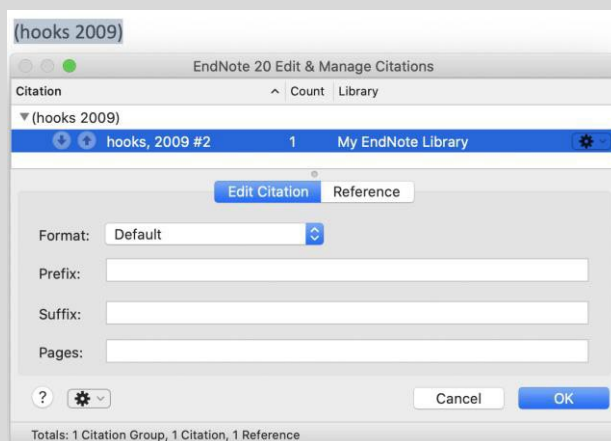 (hooks 2009)
EndNote 20 Edit & Manage Citations
Citation Count Library
(hooks 2009)
hooks, 2009 #2 1 My EndNote Library
Edit Citation Reference
Format: Default
Prefix:
Suffix:
Pages:
? Cancel OK
Totals: 1 Citation Group, 1 Citation, 1 Reference